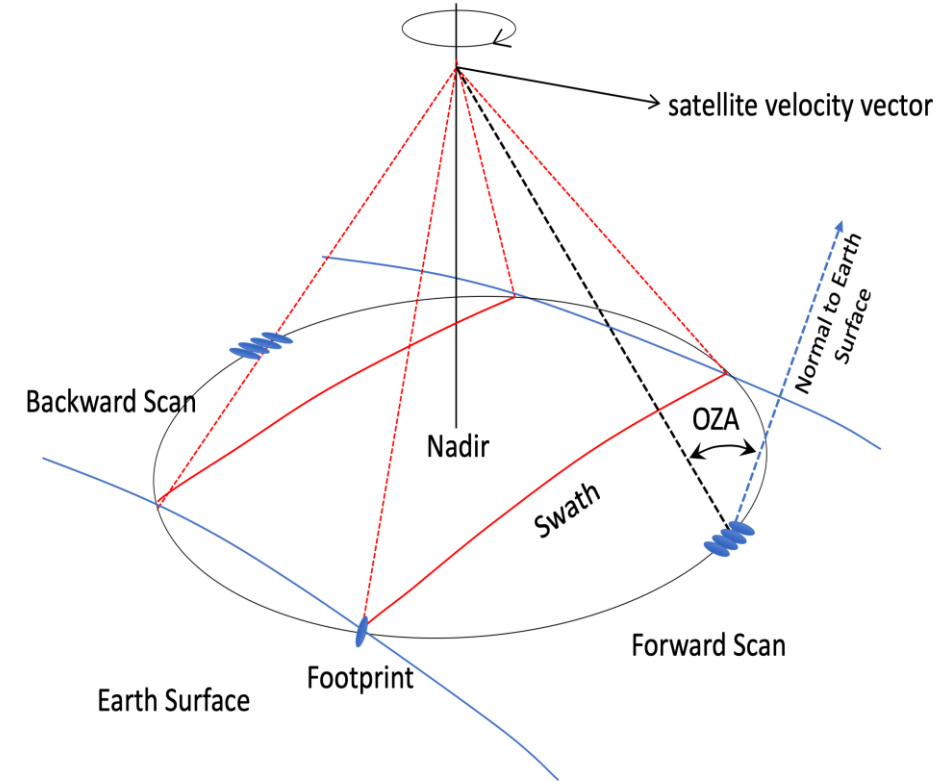 satellite velocity vector
Normal to Earth
Surface
Backward Scan
OZA
Nadir
Swath
Forward Scan
Footprint
Earth Surface